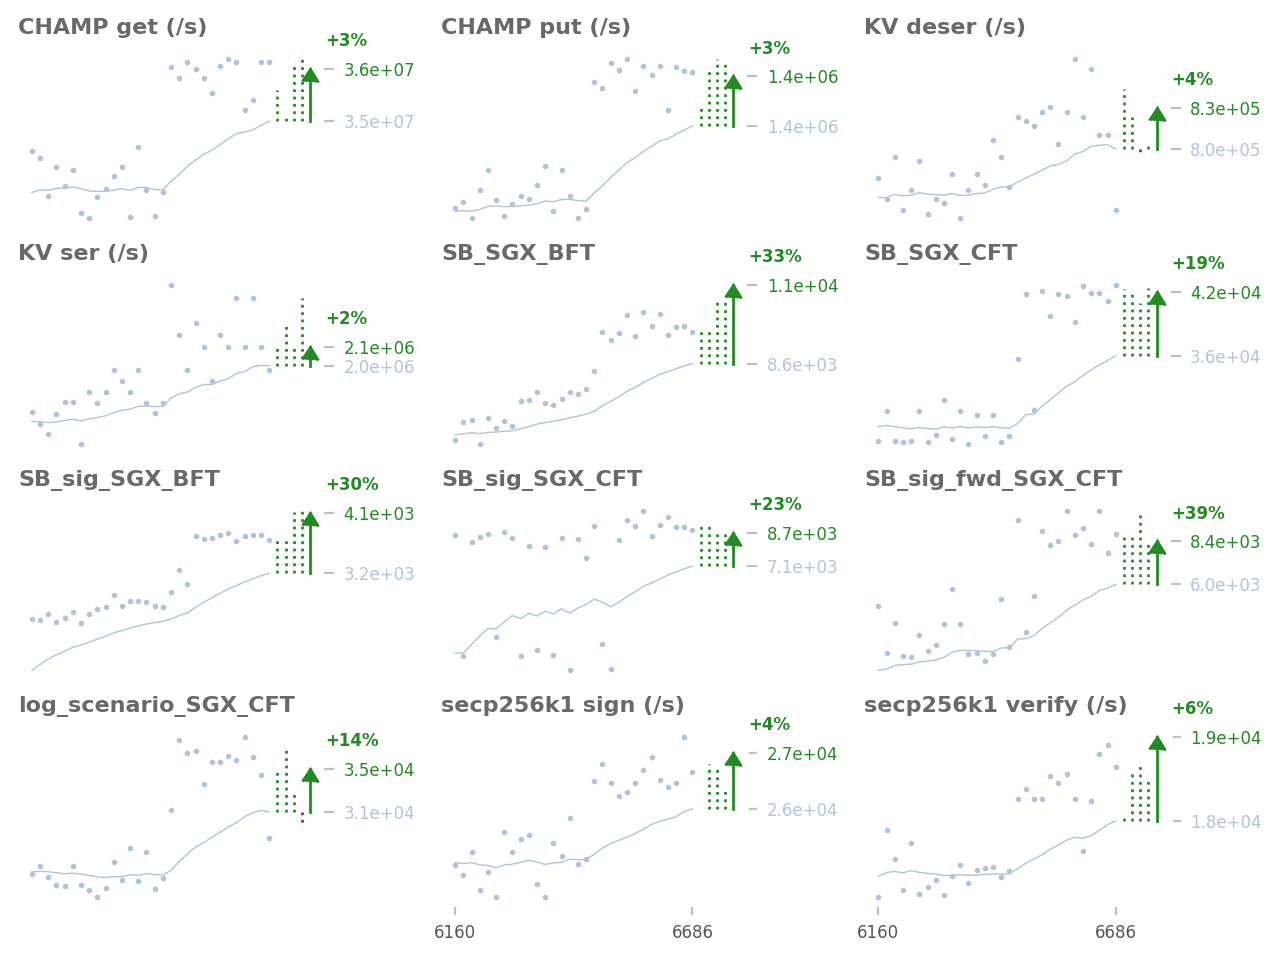 CHAMP get (/s)
+3%
3.6e+07
3.5e+07
CHAMP put (/s)
+3%
1.4e+06
1.4e+06
KV deser (/s)
+4%
8.3e+05
8.0e+05
KV ser (/s)
+2%
2.1e+06
2.0e+06
SB_SGX_BFT
+33%
1.1e+04
8.6e+03
SB_SGX_CFT
+19%
4.2e+04
3.6e+04
SB_sig_SGX_BFT
+30%
4.1e+03
3.2e+03
SB_sig_SGX_CFT
+23%
8.7e+03
7.1e+03
SB_sig_fwd_SGX_CFT
+39%
8.4e+03
6.0e+03
log_scenario_SGX_CFT
+14%
3.5e+04
3.1e+04
secp256k1 sign (/s)
+4%
2.7e+04
2.6e+04
6160
6686
secp256k1 verify (/s)
+6%
1.9e+04
1.8e+04
6160
6686